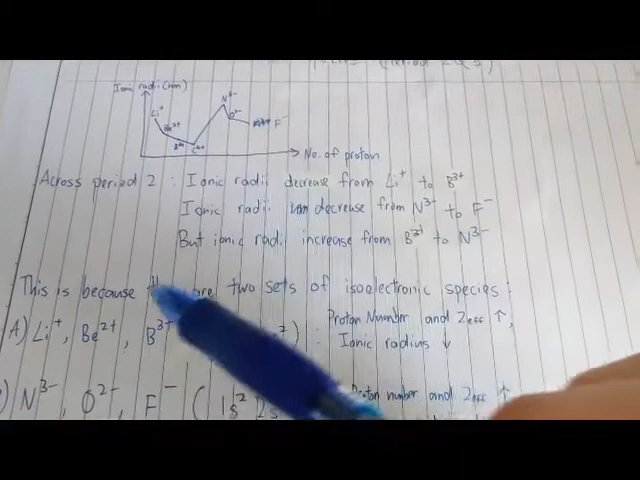 Ionic radii (nm)
N³⁻
Li⁺
O²⁻
F⁻
Be²⁺
B³⁺
No. of proton
Across period 2 : Ionic radii decrease from Li⁺ to B³⁺
Ionic radii decrease from N³⁻ to F⁻
But ionic radii increase from B³⁺ to N³⁻
This is because are two sets of isoelectronic species:
A) Li⁺, Be²⁺, B³⁺ ²) : Proton Number and Zeff ↑,
Ionic radius ↓
) N³⁻, O²⁻, F⁻ (1s² 2s Proton number and Zeff ↑